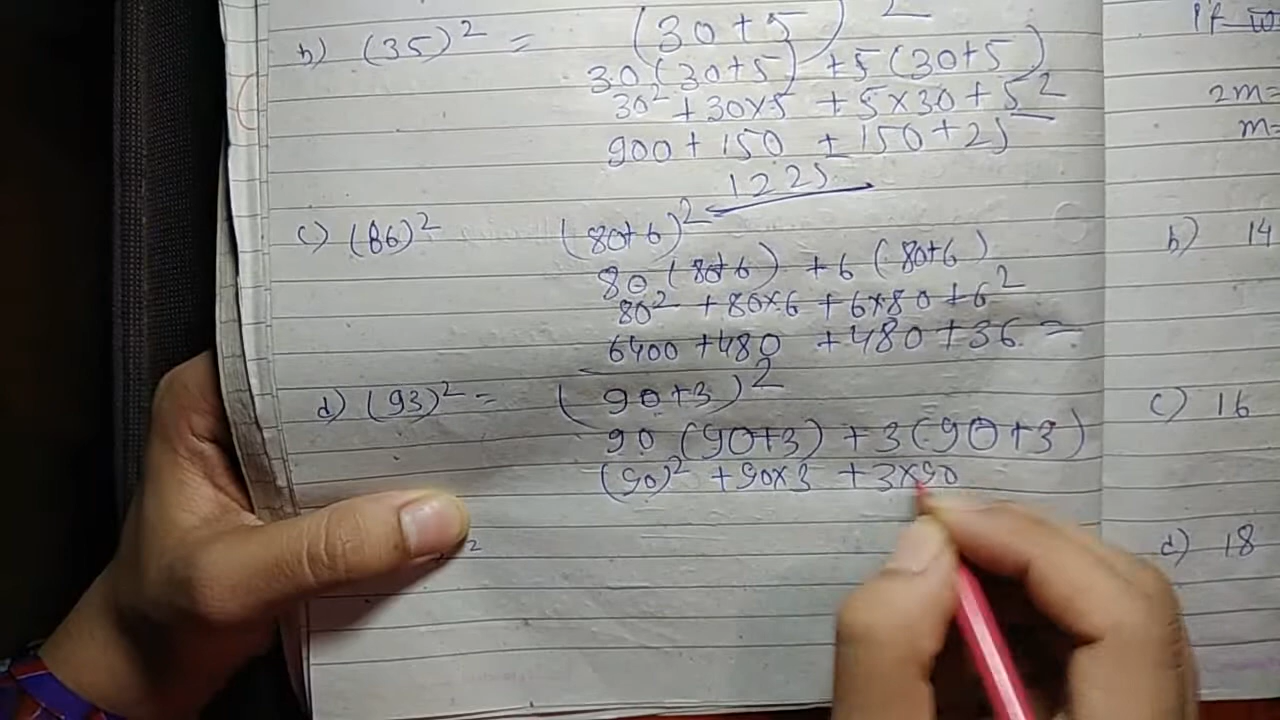 b) (35)² = (30+5)²
30(30+5) +5(30+5)
30² +30×5 +5×30+5²
900+150 +150+25
1225
c) (86)² (80+6)²
80(80+6) +6(80+6)
80² +80×6 +6×80+6²
6400+480 +480+36 =
d) (93)² = (90+3)²
90(90+3)+3(90+3)
(90)² +90×3 +3×90
2m=
m=
b) 14
c) 16
d) 18